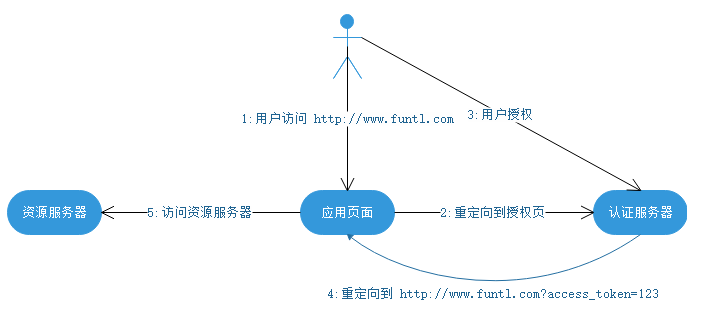 1:用户访问 http://www.funtl.com
3:用户授权
资源服务器
5:访问资源服务器
应用页面
2:重定向到授权页
认证服务器
4:重定向到 http://www.funtl.com?access_token=123